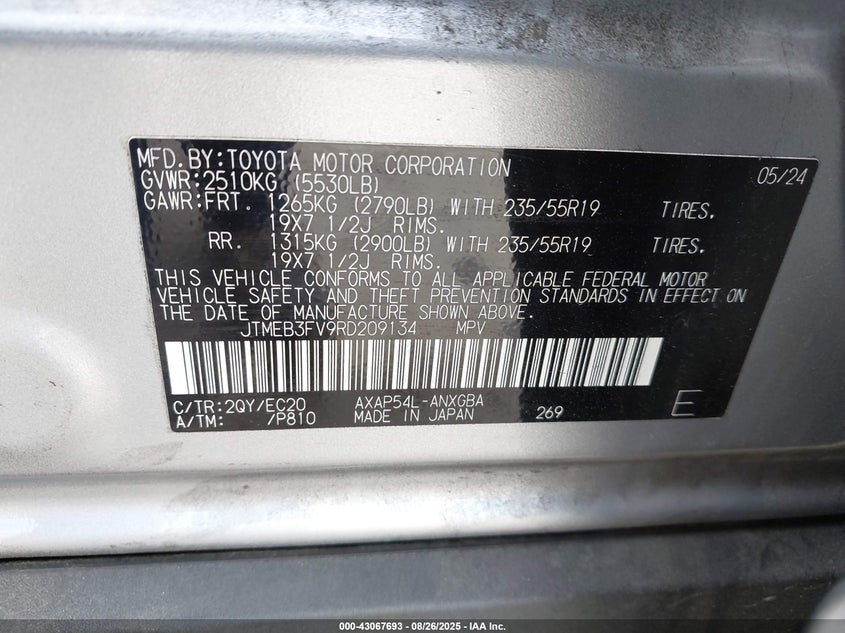 MFD.BY:TOYOTA MOTOR CORPORATION 05/24
GVWR:2510KG (5530LB)
GAWR:FRT. 1265KG (2790LB) WITH 235/55R19 TIRES.
19X7 1/2J RIMS.
RR. 1315KG (2900LB) WITH 235/55R19 TIRES.
19X7 1/2J RIMS.
THIS VEHICLE CONFORMS TO ALL APPLICABLE FEDERAL MOTOR
VEHICLE SAFETY AND THEFT PREVENTION STANDARDS IN EFFECT ON
THE DATE OF MANUFACTURE SHOWN ABOVE.
JTMEB3FV9RD209134 MPV
C/TR:2QY/EC20 AXAP54L-ANXGBA
A/TM: /P810 MADE IN JAPAN 269 E
000-43067693 - 08/26/2025 - IAA Inc.